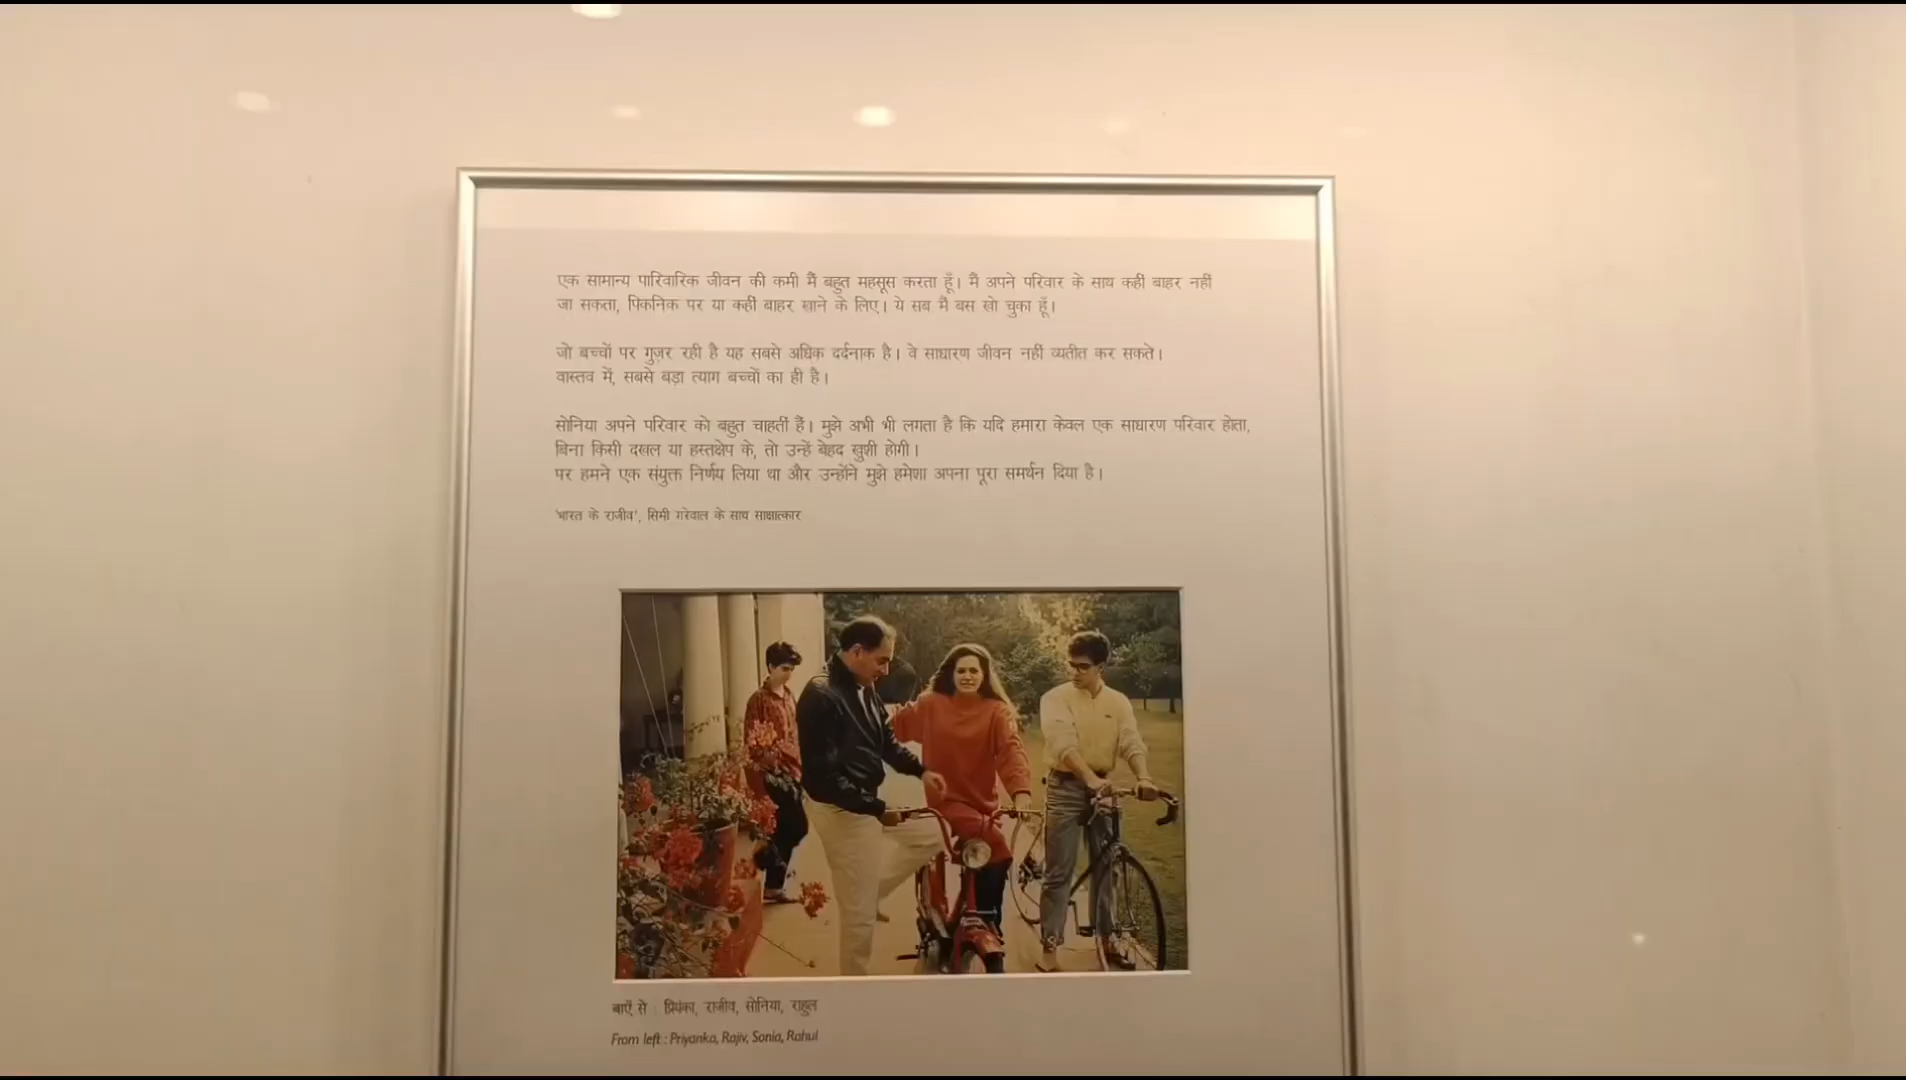 एक सामान्य पारिवारिक जीवन की कमी मैं बहुत महसूस करता हूँ। मैं अपने परिवार के साथ कहीं बाहर नहीं
जा सकता, पिकनिक पर या कहीं बाहर खाने के लिए। ये सब मैं बस खो चुका हूँ।
जो बच्चों पर गुज़र रही है यह सबसे अधिक दर्दनाक है। वे साधारण जीवन नहीं व्यतीत कर सकते।
वास्तव में, सबसे बड़ा त्याग बच्चों का ही है।
सोनिया अपने परिवार को बहुत चाहतीं हैं। मुझे अभी भी लगता है कि यदि हमारा केवल एक साधारण परिवार होता,
बिना किसी दखल या हस्तक्षेप के, तो उन्हें बेहद खुशी होगी।
पर हमने एक संयुक्त निर्णय लिया था और उन्होंने मुझे हमेशा अपना पूरा समर्थन दिया है।
'भारत के राजीव', सिमी गरेवाल के साथ साक्षात्कार
बाएँ से : प्रियंका, राजीव, सोनिया, राहुल
From left : Priyanka, Rajiv, Sonia, Rahul